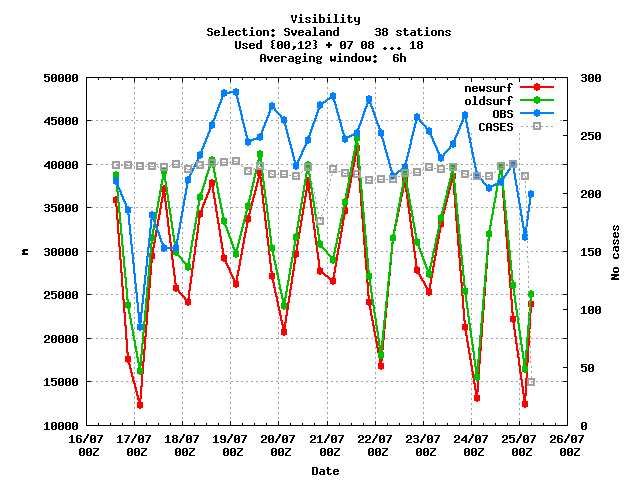 Visibility
Selection: Svealand     38 stations
Used {00,12} + 07 08 ... 18
Averaging window:  6h
newsurf
oldsurf
OBS
CASES
50000
45000
40000
35000
30000
25000
20000
15000
10000
m
300
250
200
150
100
50
0
No cases
16/07 17/07 18/07 19/07 20/07 21/07 22/07 23/07 24/07 25/07 26/07
00Z 00Z 00Z 00Z 00Z 00Z 00Z 00Z 00Z 00Z 00Z
Date